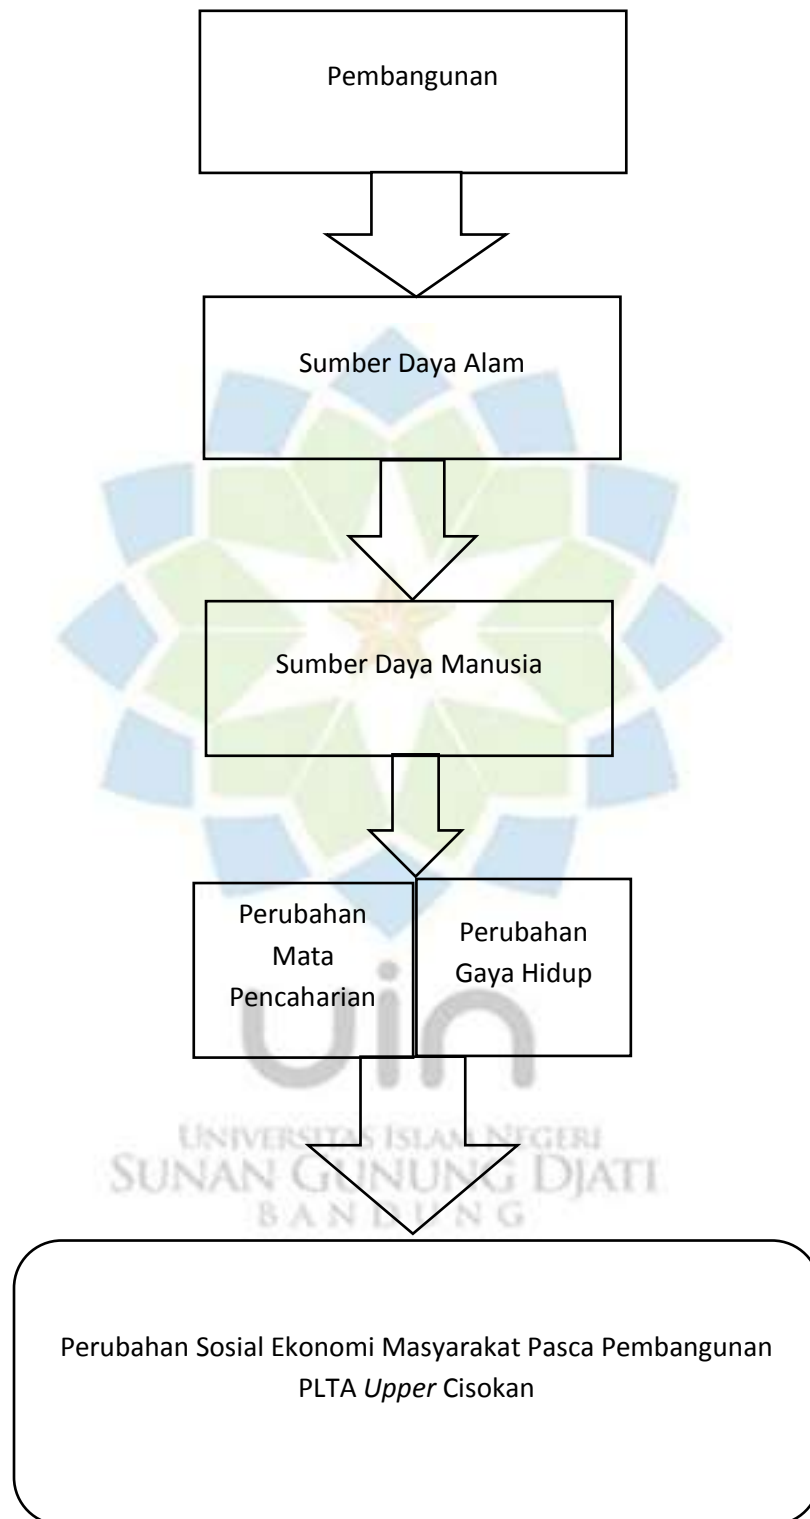 Pembangunan
Sumber Daya Alam
Sumber Daya Manusia
Perubahan
Mata
Pencaharian
Perubahan
Gaya Hidup
uin
UNIVERSITAS ISLAM NEGERI
SUNAN GUNUNG DJATI
BANDUNG
Perubahan Sosial Ekonomi Masyarakat Pasca Pembangunan
PLTA Upper Cisokan